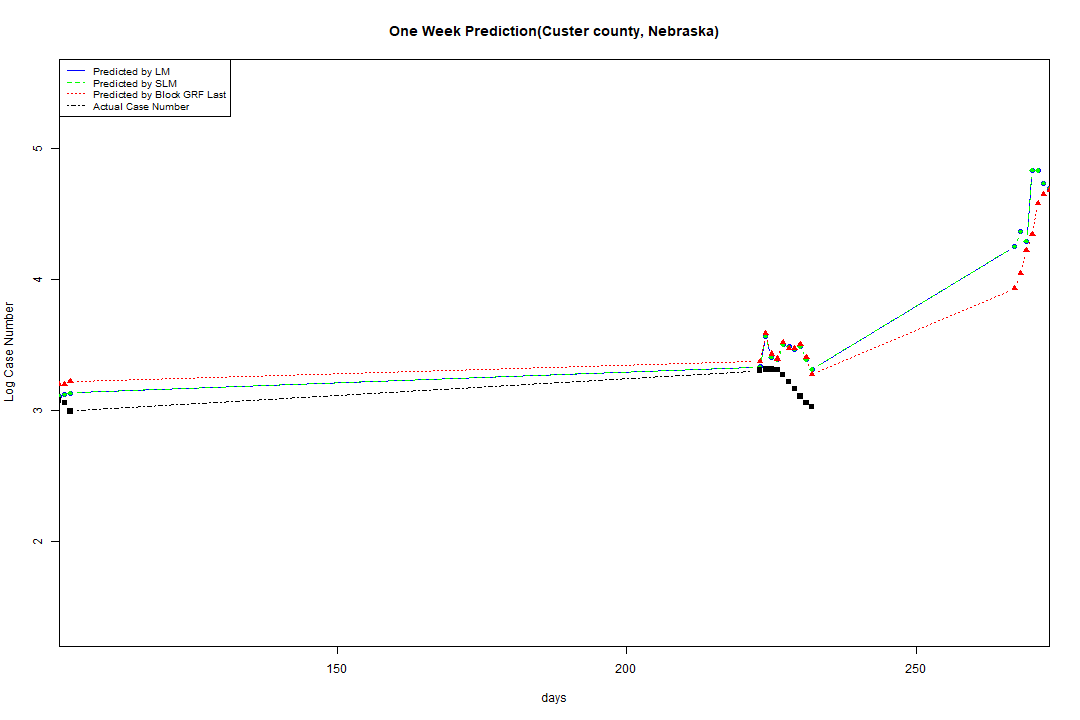 One Week Prediction(Custer county, Nebraska)
Predicted by LM
Predicted by SLM
Predicted by Block GRF Last
Actual Case Number
5
4
3
2
Log Case Number
150
200
250
days